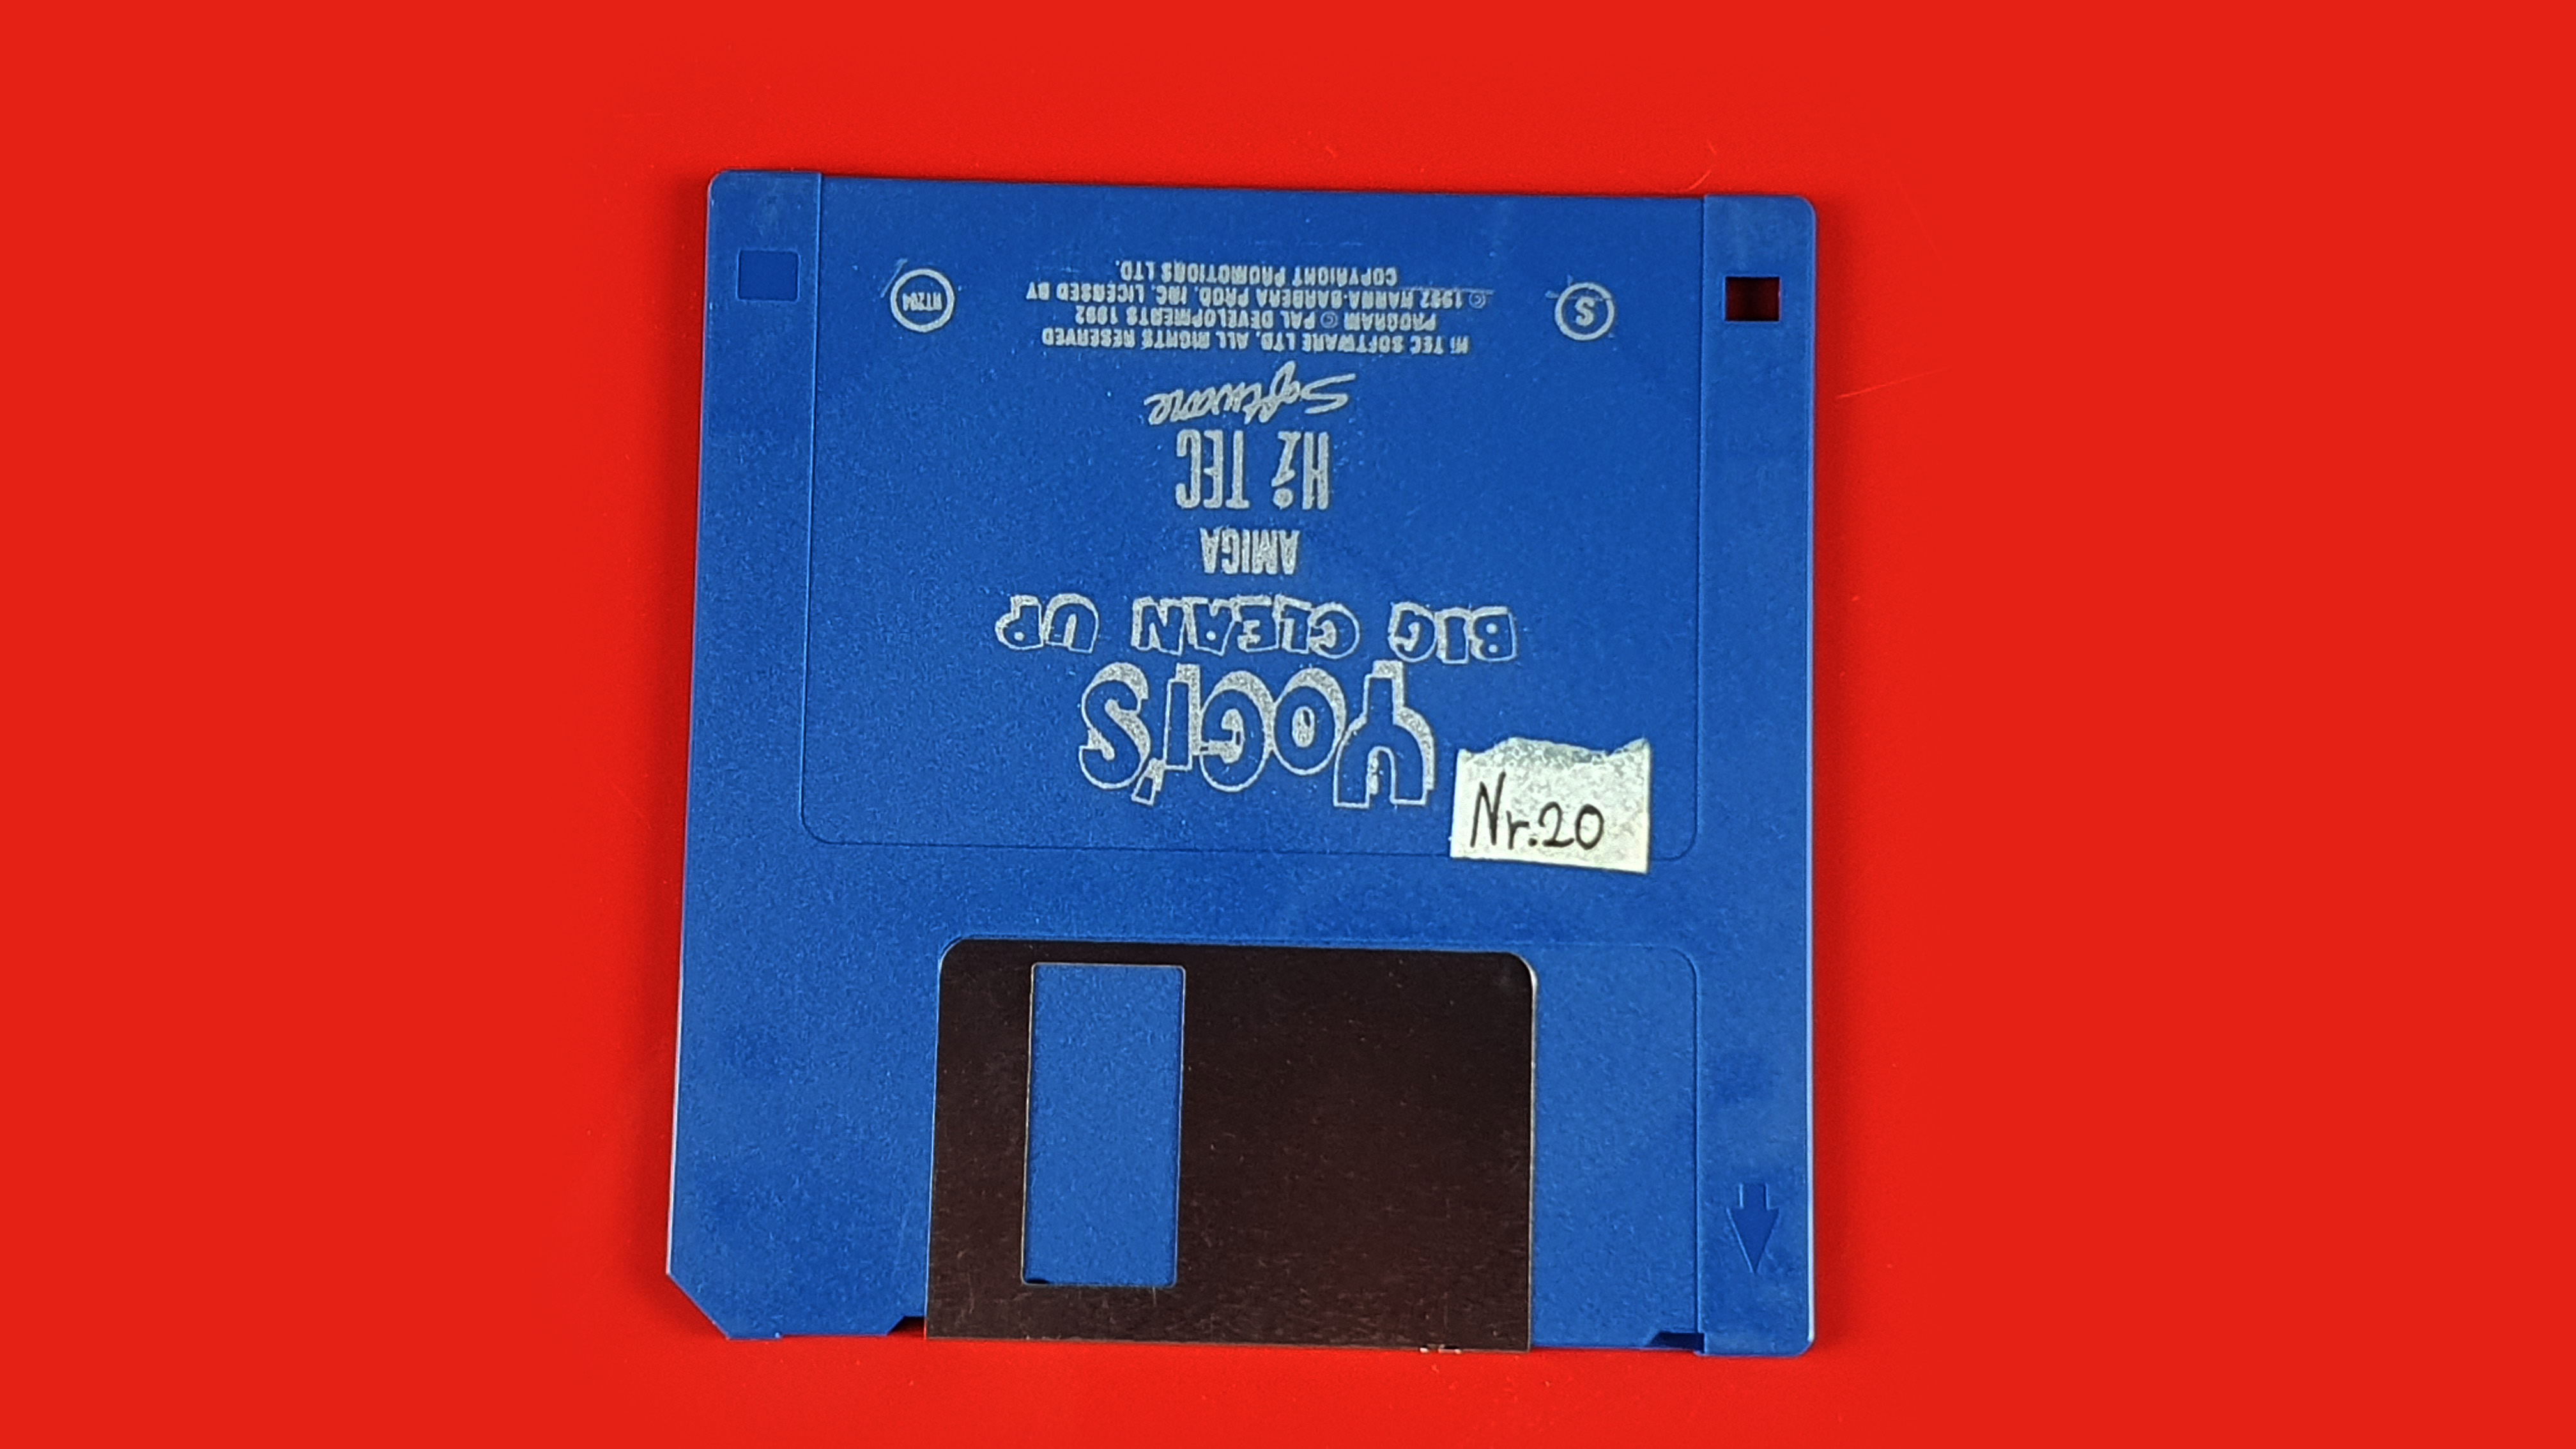 YOGI'S
BIG CLEAN UP
AMIGA
Hi TEC
Software
Hi TEC SOFTWARE LTD. ALL RIGHTS RESERVED
PROGRAM © PAL DEVELOPMENTS 1992
© 1992 HANNA-BARBERA PROD. INC. LICENSED BY
COPYRIGHT PROMOTIONS LTD.
S
HT294
Nr.20